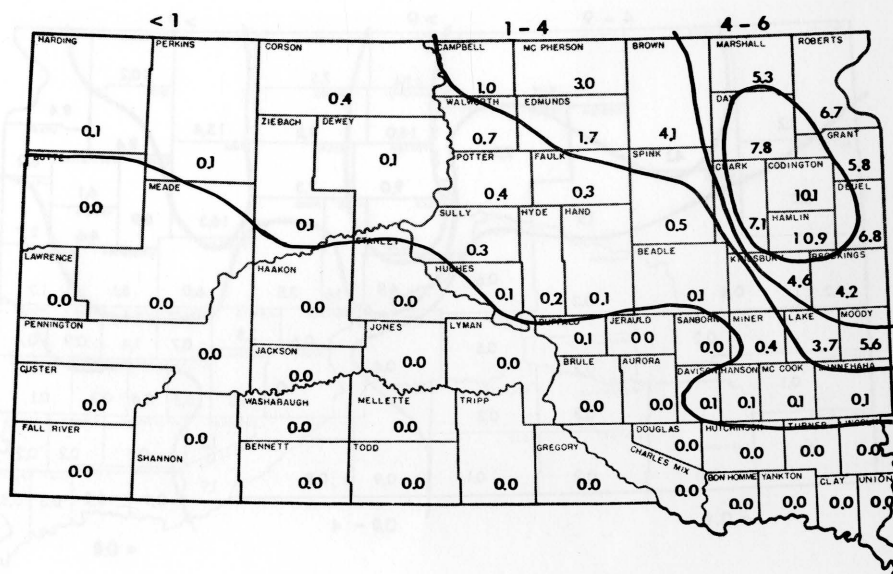 < 1 1 – 4 4 – 6
HARDING PERKINS CORSON CAMPBELL MC PHERSON BROWN MARSHALL ROBERTS
0.1 0.1 0.4 1.0 3.0 4.1 5.3 6.7
ZIEBACH DEWEY WALWORTH EDMUNDS DAY GRANT
0.1 0.1 0.7 1.7 7.8 5.8
BUTTE MEADE POTTER FAULK SPINK CLARK CODINGTON DEUEL
0.0 0.0 0.4 0.3 0.5 7.1 10.1 6.8
STANLEY SULLY HYDE HAND HAMLIN
0.0 0.3 0.2 0.1 10.9
LAWRENCE HAAKON HUGHES BEADLE KINGSBURY BROOKINGS
0.0 0.0 0.1 0.1 4.6 4.2
PENNINGTON JACKSON JONES LYMAN BUFFALO JERAULD SANBORN MINER LAKE MOODY
0.0 0.0 0.0 0.0 0.1 0.0 0.0 0.4 3.7 5.6
CUSTER BRULE AURORA DAVISON HANSON MC COOK MINNEHAHA
0.0 0.0 0.0 0.1 0.1 0.1 0.1
WASHABAUGH MELLETTE TRIPP
0.0 0.0 0.0
FALL RIVER SHANNON BENNETT TODD GREGORY CHARLES MIX DOUGLAS HUTCHINSON TURNER
0.0 0.0 0.0 0.0 0.0 0.0 0.0 0.0 0.0 0.0
BON HOMME YANKTON CLAY UNION
0.0 0.0 0.0 0.0